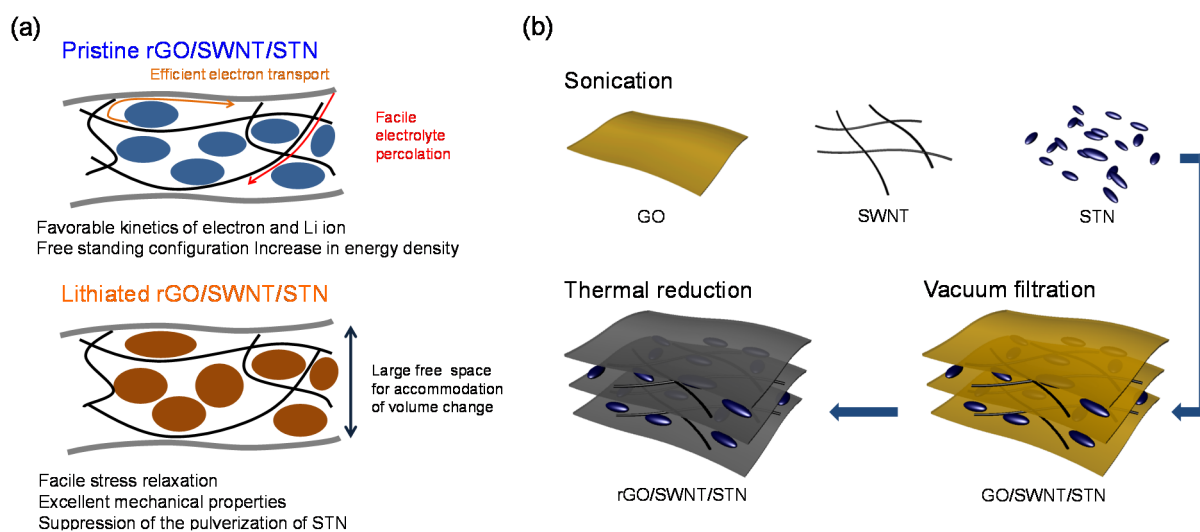 (a)
Pristine rGO/SWNT/STN
Efficient electron transport
Facile
electrolyte
percolation
Favorable kinetics of electron and Li ion
Free standing configuration Increase in energy density
Lithiated rGO/SWNT/STN
Large free space
for accommodation
of volume change
Facile stress relaxation
Excellent mechanical properties
Suppression of the pulverization of STN
(b)
Sonication
GO
SWNT
STN
Thermal reduction
Vacuum filtration
rGO/SWNT/STN
GO/SWNT/STN